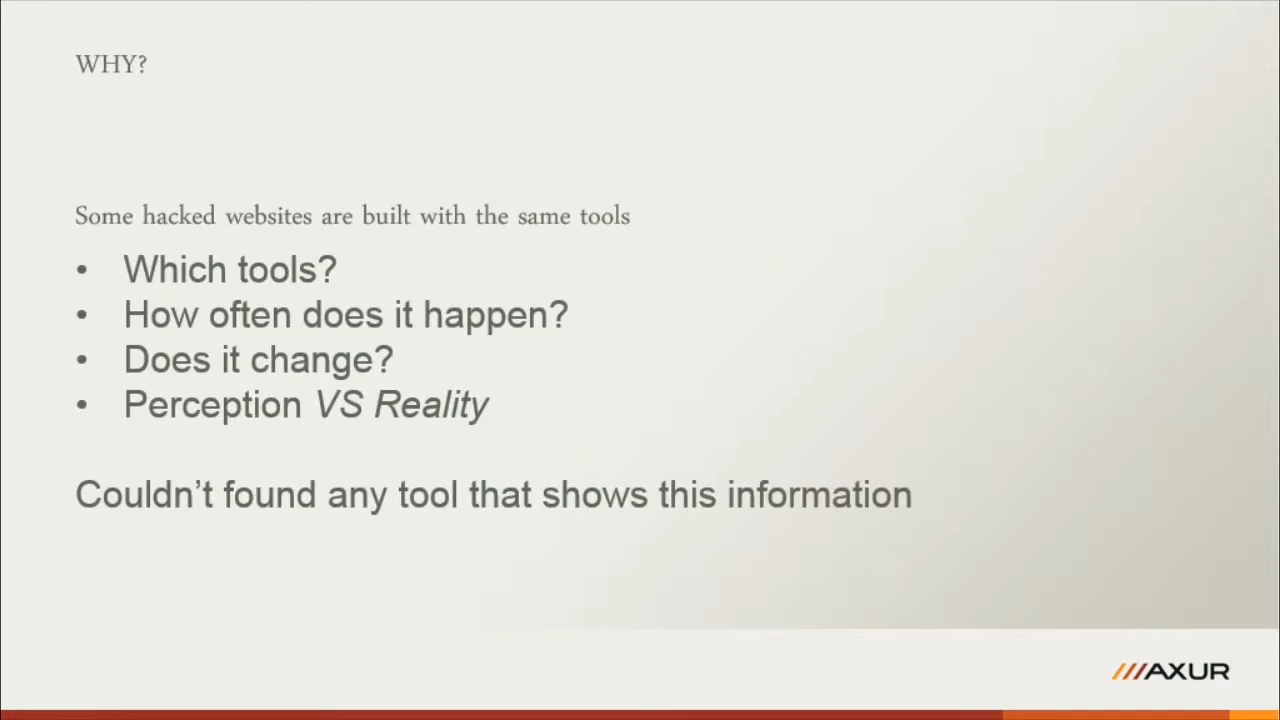 WHY?
Some hacked websites are built with the same tools
• Which tools?
• How often does it happen?
• Does it change?
• Perception VS Reality
Couldn’t found any tool that shows this information
///AXUR